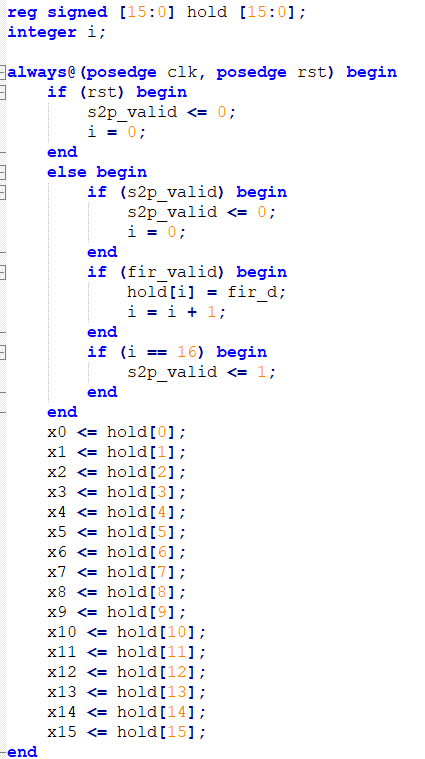 reg signed [15:0] hold [15:0];
integer i;

always@(posedge clk, posedge rst) begin
    if (rst) begin
        s2p_valid <= 0;
        i = 0;
    end
    else begin
        if (s2p_valid) begin
            s2p_valid <= 0;
            i = 0;
        end
        if (fir_valid) begin
            hold[i] = fir_d;
            i = i + 1;
        end
        if (i == 16) begin
            s2p_valid <= 1;
        end
    end
    x0 <= hold[0];
    x1 <= hold[1];
    x2 <= hold[2];
    x3 <= hold[3];
    x4 <= hold[4];
    x5 <= hold[5];
    x6 <= hold[6];
    x7 <= hold[7];
    x8 <= hold[8];
    x9 <= hold[9];
    x10 <= hold[10];
    x11 <= hold[11];
    x12 <= hold[12];
    x13 <= hold[13];
    x14 <= hold[14];
    x15 <= hold[15];
end